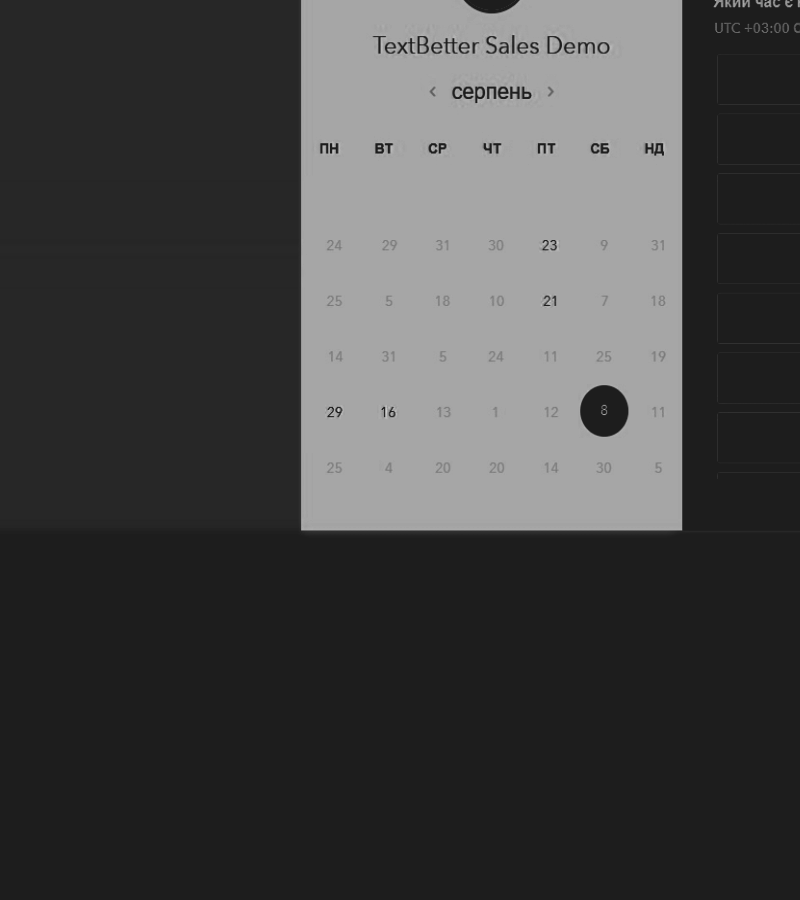 Який час є
UTC +03:00
TextBetter Sales Demo
‹ серпень ›
ПН ВТ СР ЧТ ПТ СБ НД
24 29 31 30 23 9 31
25 5 18 10 21 7 18
14 31 5 24 11 25 19
29 16 13 1 12 8 11
25 4 20 20 14 30 5